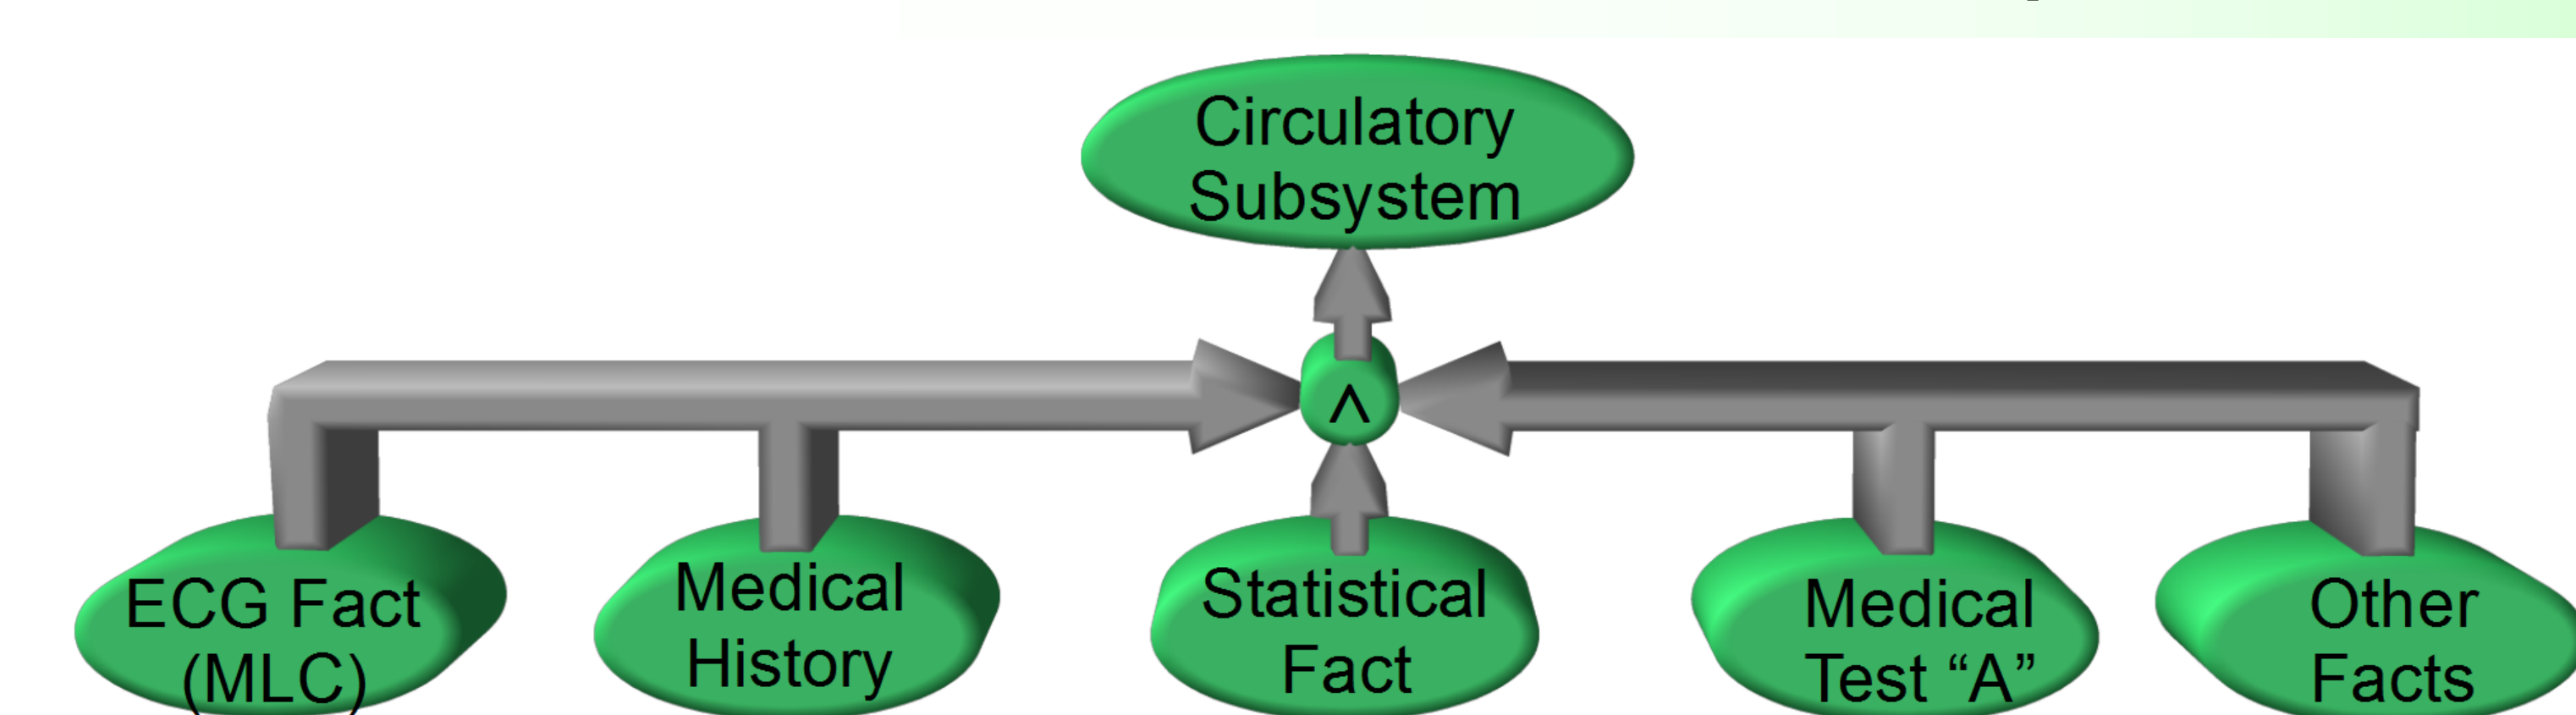 Circulatory
Subsystem
^
ECG Fact
(MLC)
Medical
History
Statistical
Fact
Medical
Test “A”
Other
Facts